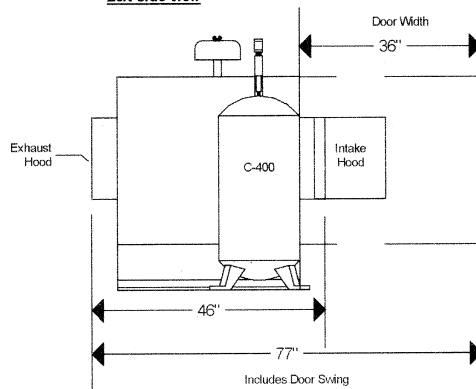 Left Side View
Door Width
36"
Exhaust
Hood
C-400
Intake
Hood
46"
77"
Includes Door Swing